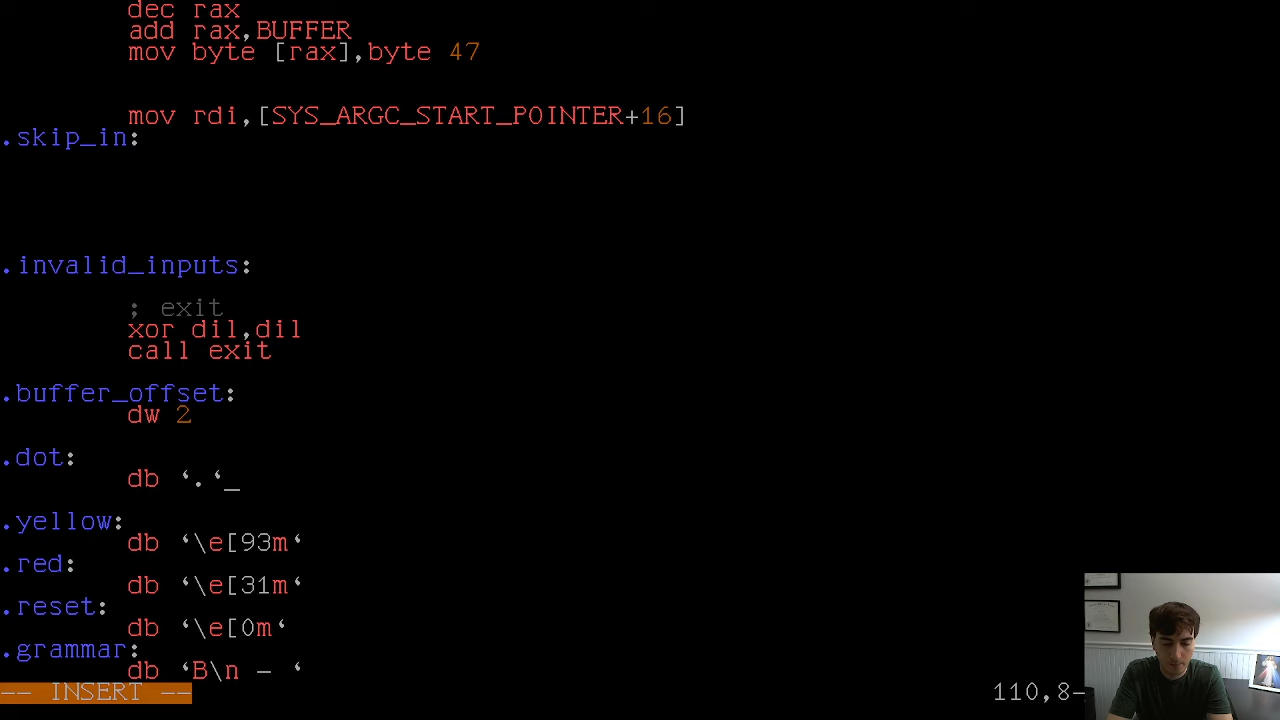 dec rax
add rax,BUFFER
mov byte [rax],byte 47
mov rdi,[SYS_ARGC_START_POINTER+16]
.skip_in:
.invalid_inputs:
; exit
xor dil,dil
call exit
.buffer_offset:
dw 2
.dot:
db `.`_
.yellow:
db `\e[93m`
.red:
db `\e[31m`
.reset:
db `\e[0m`
.grammar:
db `B\n - `
-- INSERT --
110,8-